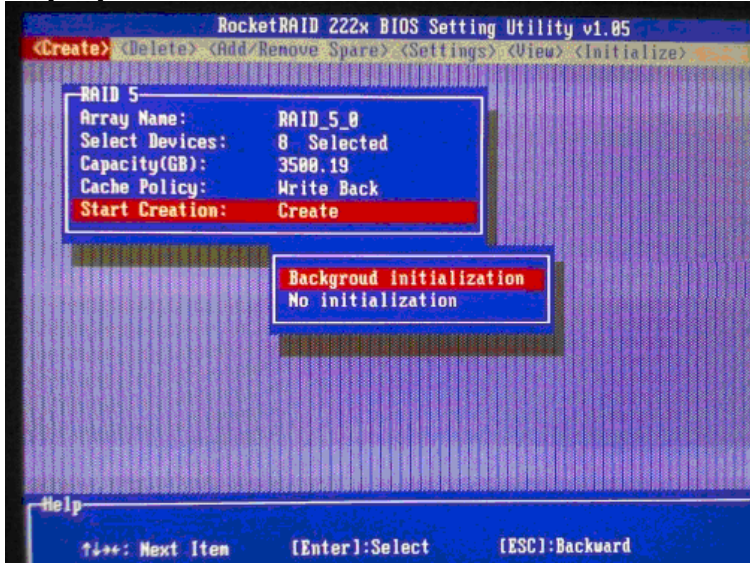 RocketRAID 222x BIOS Setting Utility v1.05
<Create> <Delete> <Add/Remove Spare> <Settings> <View> <Initialize>
RAID 5
Array Name: RAID_5_0
Select Devices: 8 Selected
Capacity(GB): 3500.19
Cache Policy: Write Back
Start Creation: Create
Backgroud initialization
No initialization
Help
↑↓→←: Next Item [Enter]:Select [ESC]:Backward